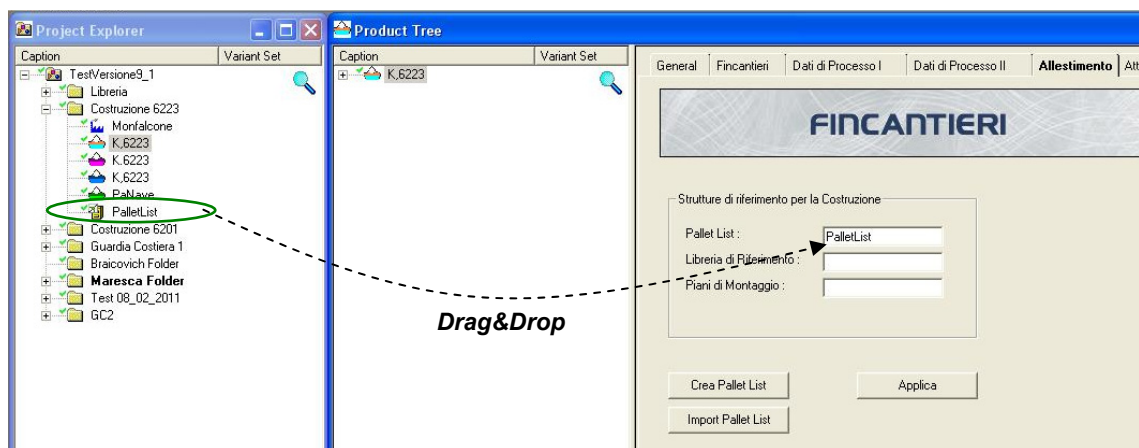 Project Explorer
Caption Variant Set
TestVersione9_1
Libreria
Costruzione 6223
Monfalcone
K,6223
K.6223
K,6223
PaNave
PalletList
Costruzione 6201
Guardia Costiera 1
Braicovich Folder
Maresca Folder
Test 08_02_2011
GC2
Product Tree
Caption Variant Set
K,6223
General Fincantieri Dati di Processo I Dati di Processo II Allestimento Att
FINCANTIERI
Strutture di riferimento per la Costruzione
Pallet List : PalletList
Libreria di Riferimento :
Piani di Montaggio :
Drag&Drop
Crea Pallet List Applica
Import Pallet List